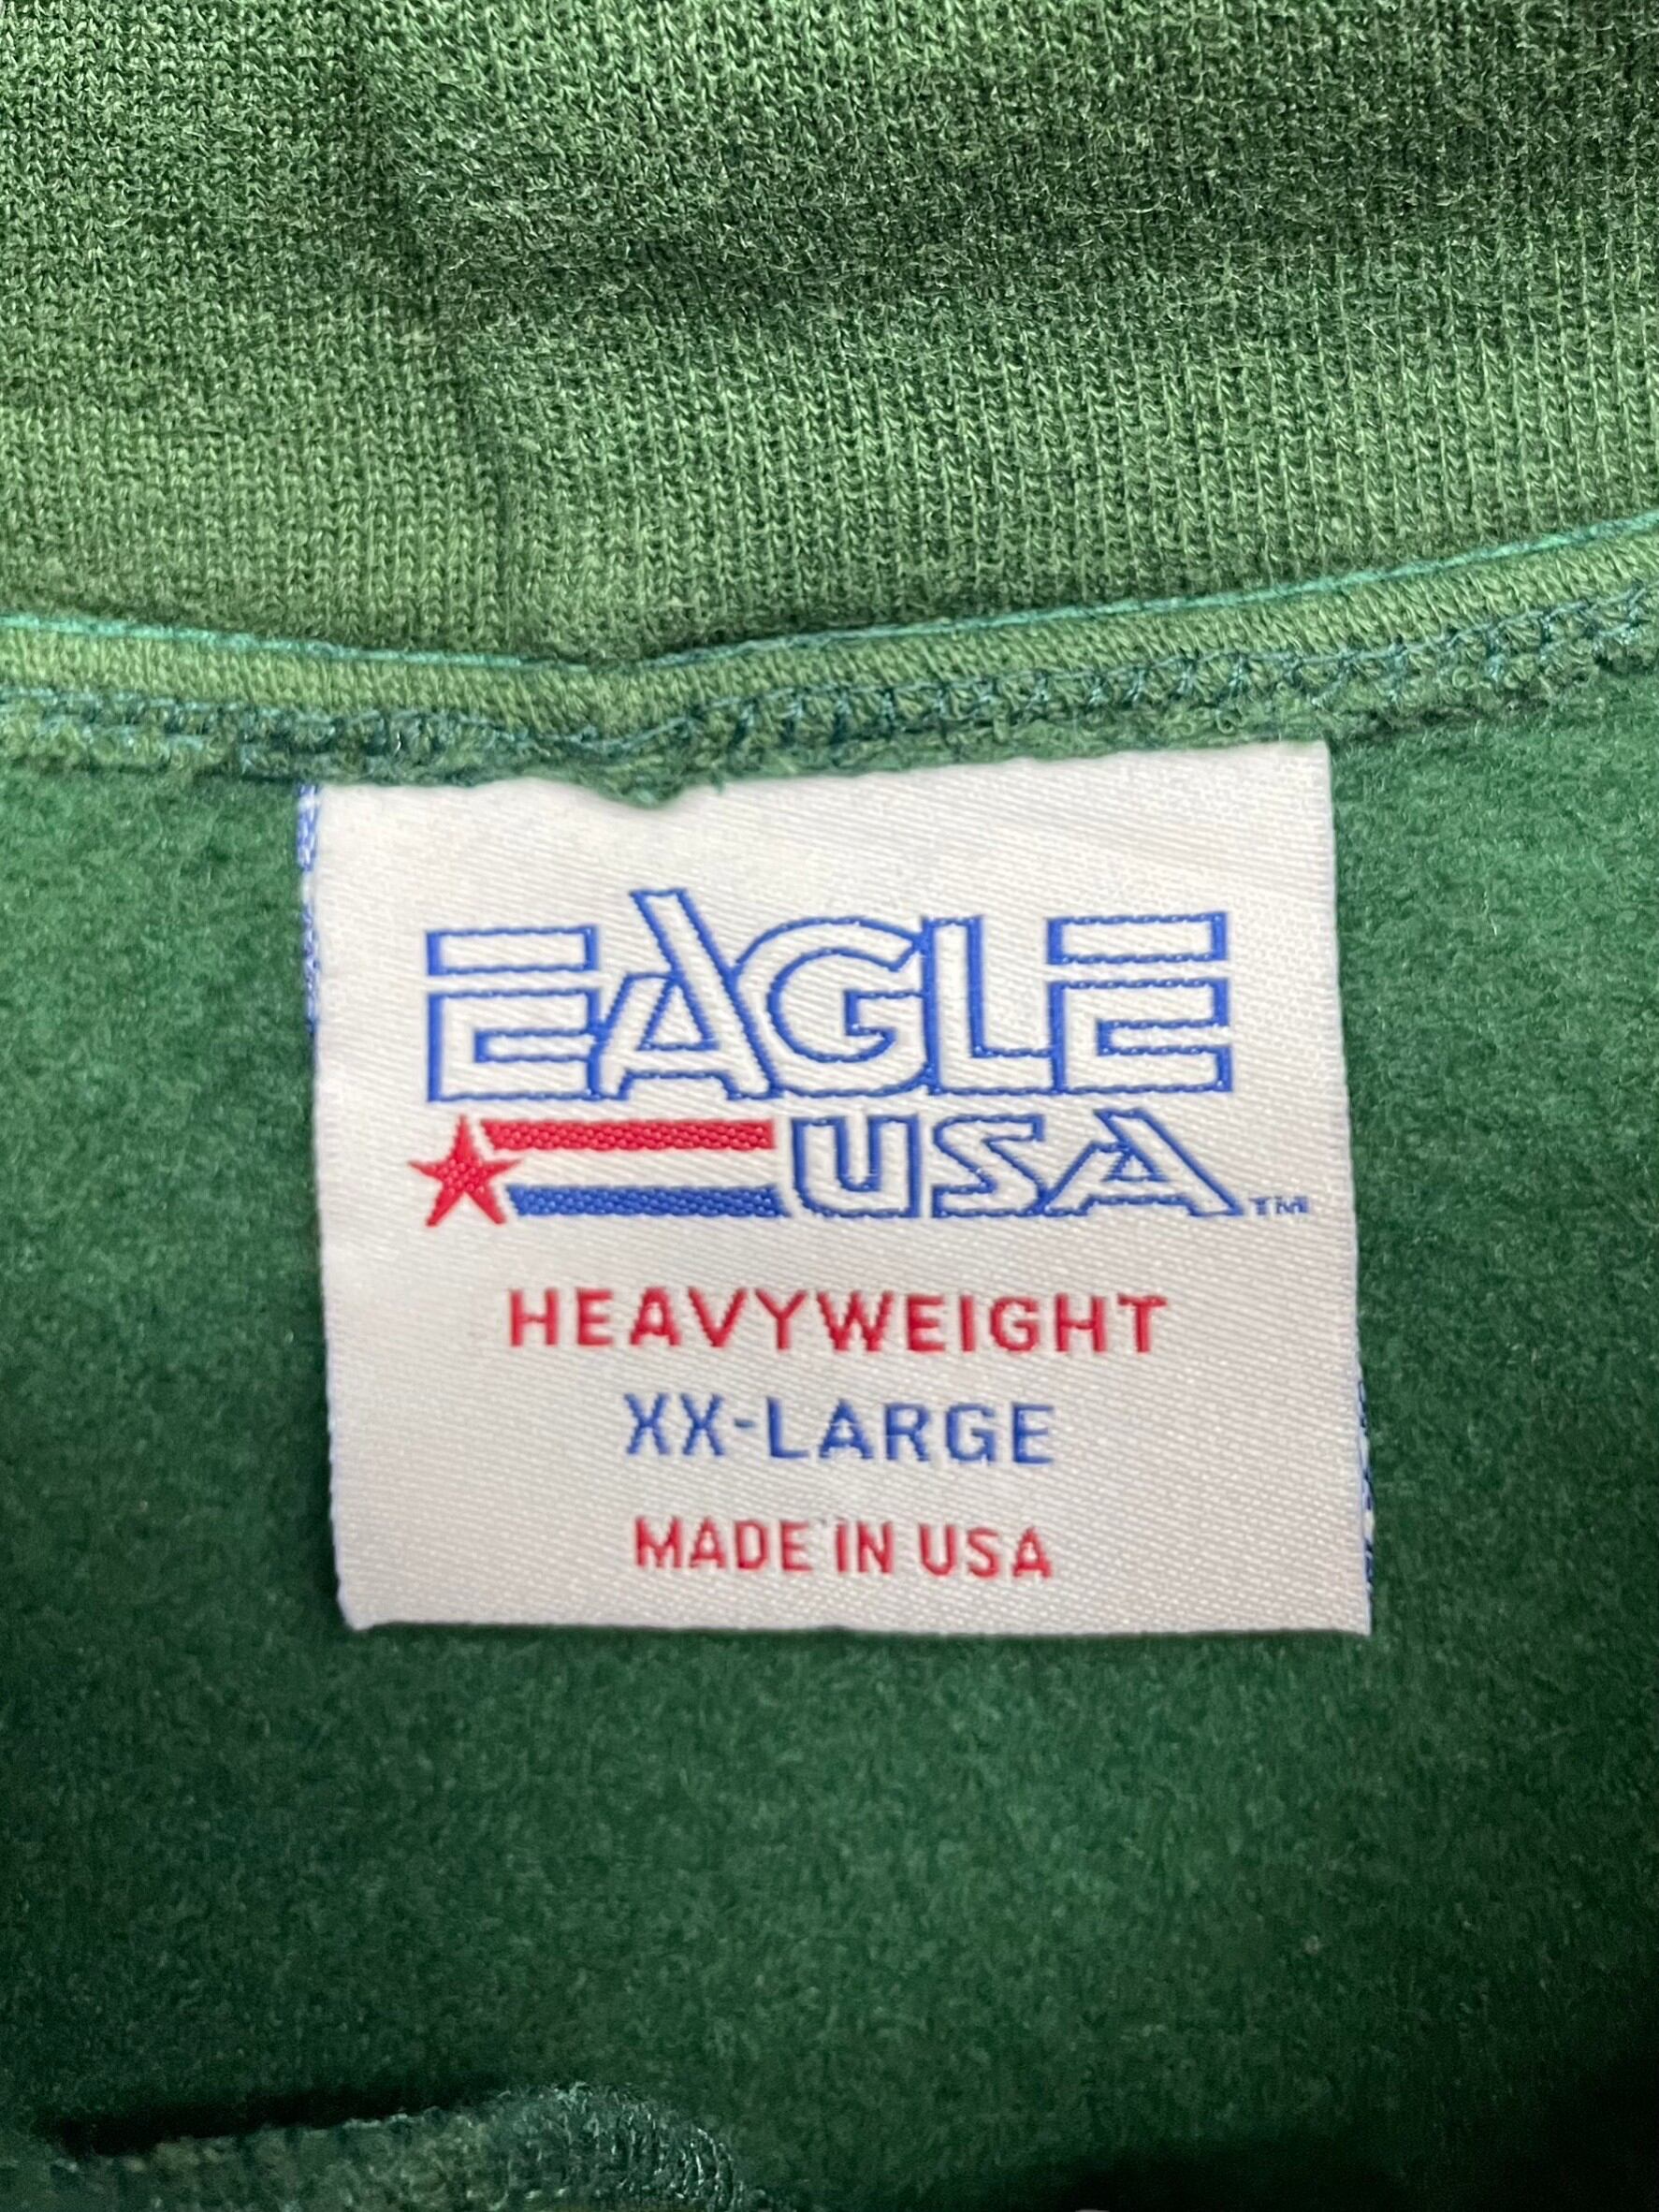 EAGLE
USA™
HEAVYWEIGHT
XX-LARGE
MADE IN USA